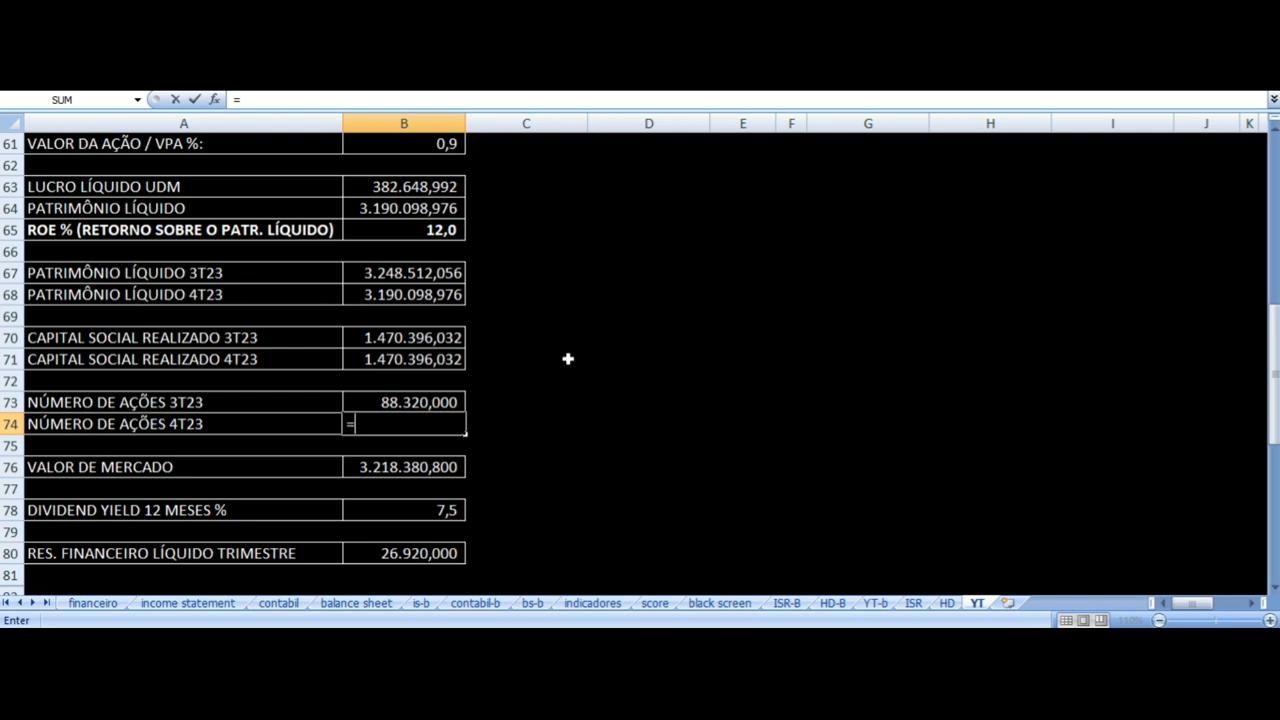 SUM =
A B C D E F G H I J K
61 VALOR DA AÇÃO / VPA %: 0,9
62
63 LUCRO LÍQUIDO UDM 382.648,992
64 PATRIMÔNIO LÍQUIDO 3.190.098,976
65 ROE % (RETORNO SOBRE O PATR. LÍQUIDO) 12,0
66
67 PATRIMÔNIO LÍQUIDO 3T23 3.248.512,056
68 PATRIMÔNIO LÍQUIDO 4T23 3.190.098,976
69
70 CAPITAL SOCIAL REALIZADO 3T23 1.470.396,032
71 CAPITAL SOCIAL REALIZADO 4T23 1.470.396,032
72
73 NÚMERO DE AÇÕES 3T23 88.320,000
74 NÚMERO DE AÇÕES 4T23 =
75
76 VALOR DE MERCADO 3.218.380,800
77
78 DIVIDEND YIELD 12 MESES % 7,5
79
80 RES. FINANCEIRO LÍQUIDO TRIMESTRE 26.920,000
81
financeiro income statement contabil balance sheet is-b contabil-b bs-b indicadores score black screen ISR-B HD-B YT-b ISR HD YT
Enter